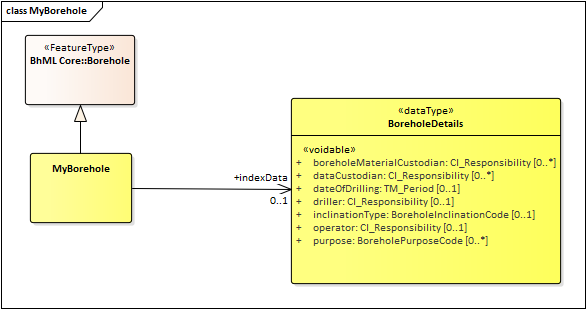 class MyBorehole
«FeatureType»
BhML Core::Borehole
MyBorehole
+indexData
0..1
«dataType»
BoreholeDetails
«voidable»
+ boreholeMaterialCustodian: CI_Responsibility [0..*]
+ dataCustodian: CI_Responsibility [0..*]
+ dateOfDrilling: TM_Period [0..1]
+ driller: CI_Responsibility [0..1]
+ inclinationType: BoreholeInclinationCode [0..1]
+ operator: CI_Responsibility [0..1]
+ purpose: BorepolePurposeCode [0..*]